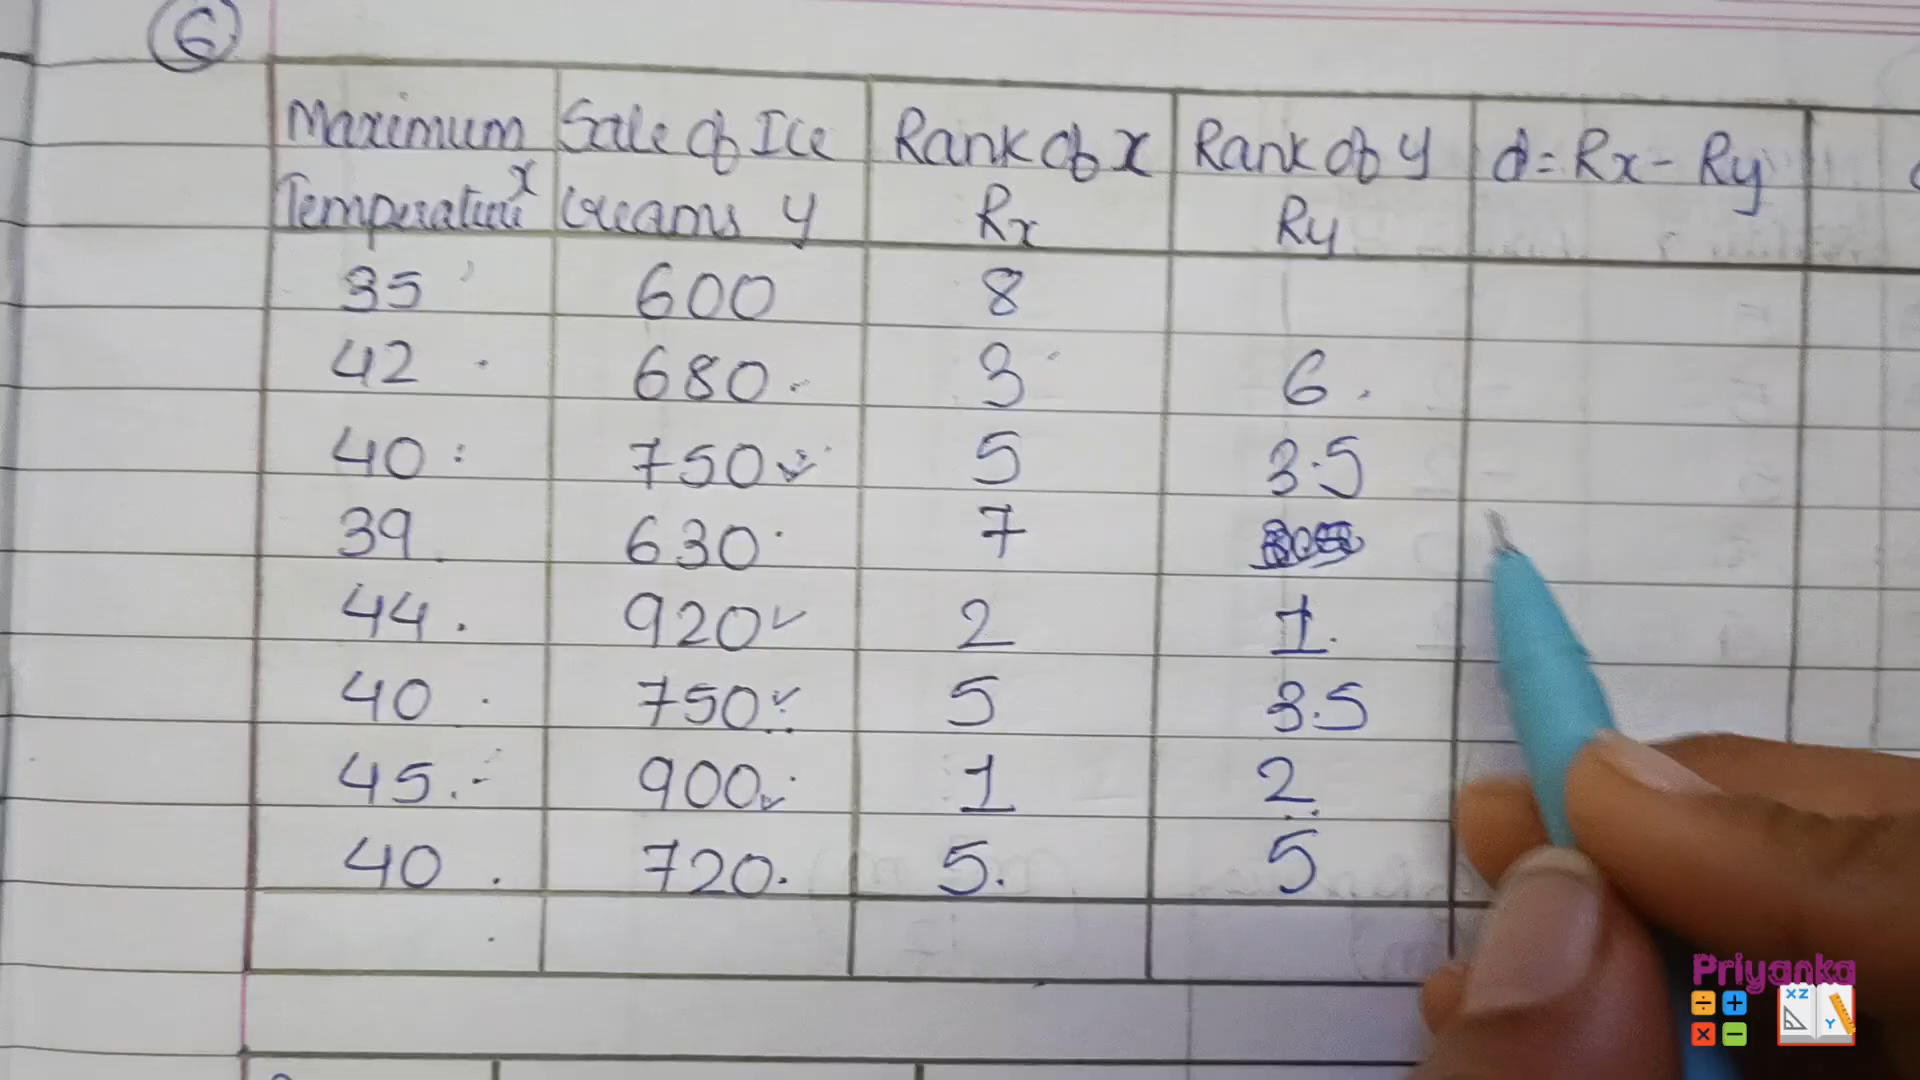 6
Maximum Temperature x | Sale of Ice creams y | Rank of x Rx | Rank of y Ry | d = Rx - Ry
35 | 600 | 8
42 | 680 | 3 | 6
40 | 750 | 5 | 3.5
39 | 630 | 7
44 | 920 | 2 | 1
40 | 750 | 5 | 3.5
45 | 900 | 1 | 2
40 | 720 | 5 | 5
Priyanka